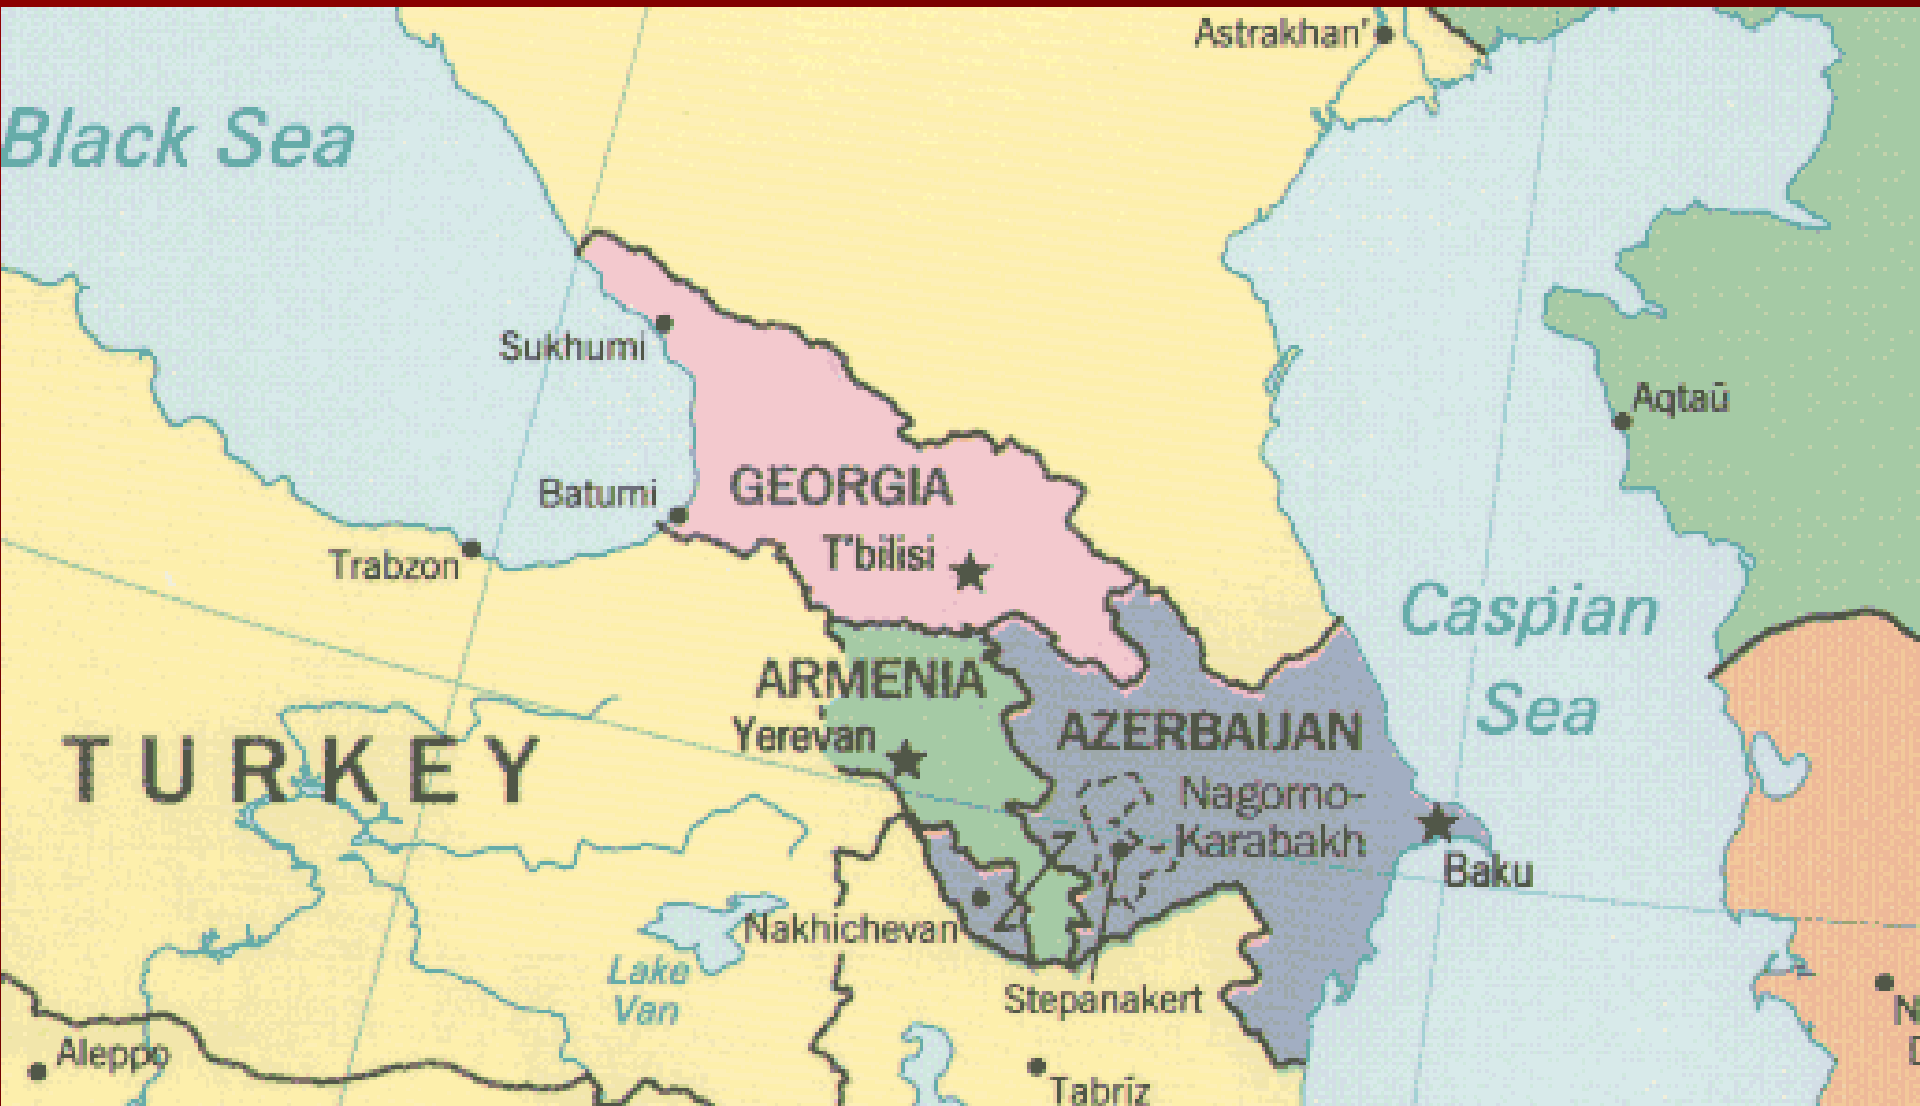 Astrakhan'
Black Sea
Sukhumi
Aqtaū
GEORGIA
Batumi
T'bilisi
Trabzon
Caspian
Sea
ARMENIA
AZERBAIJAN
Yerevan
TURKEY
Nagorno-
Karabakh
Baku
Nakhichevan
Lake
Van
Stepanakert
Aleppo
Tabrīz